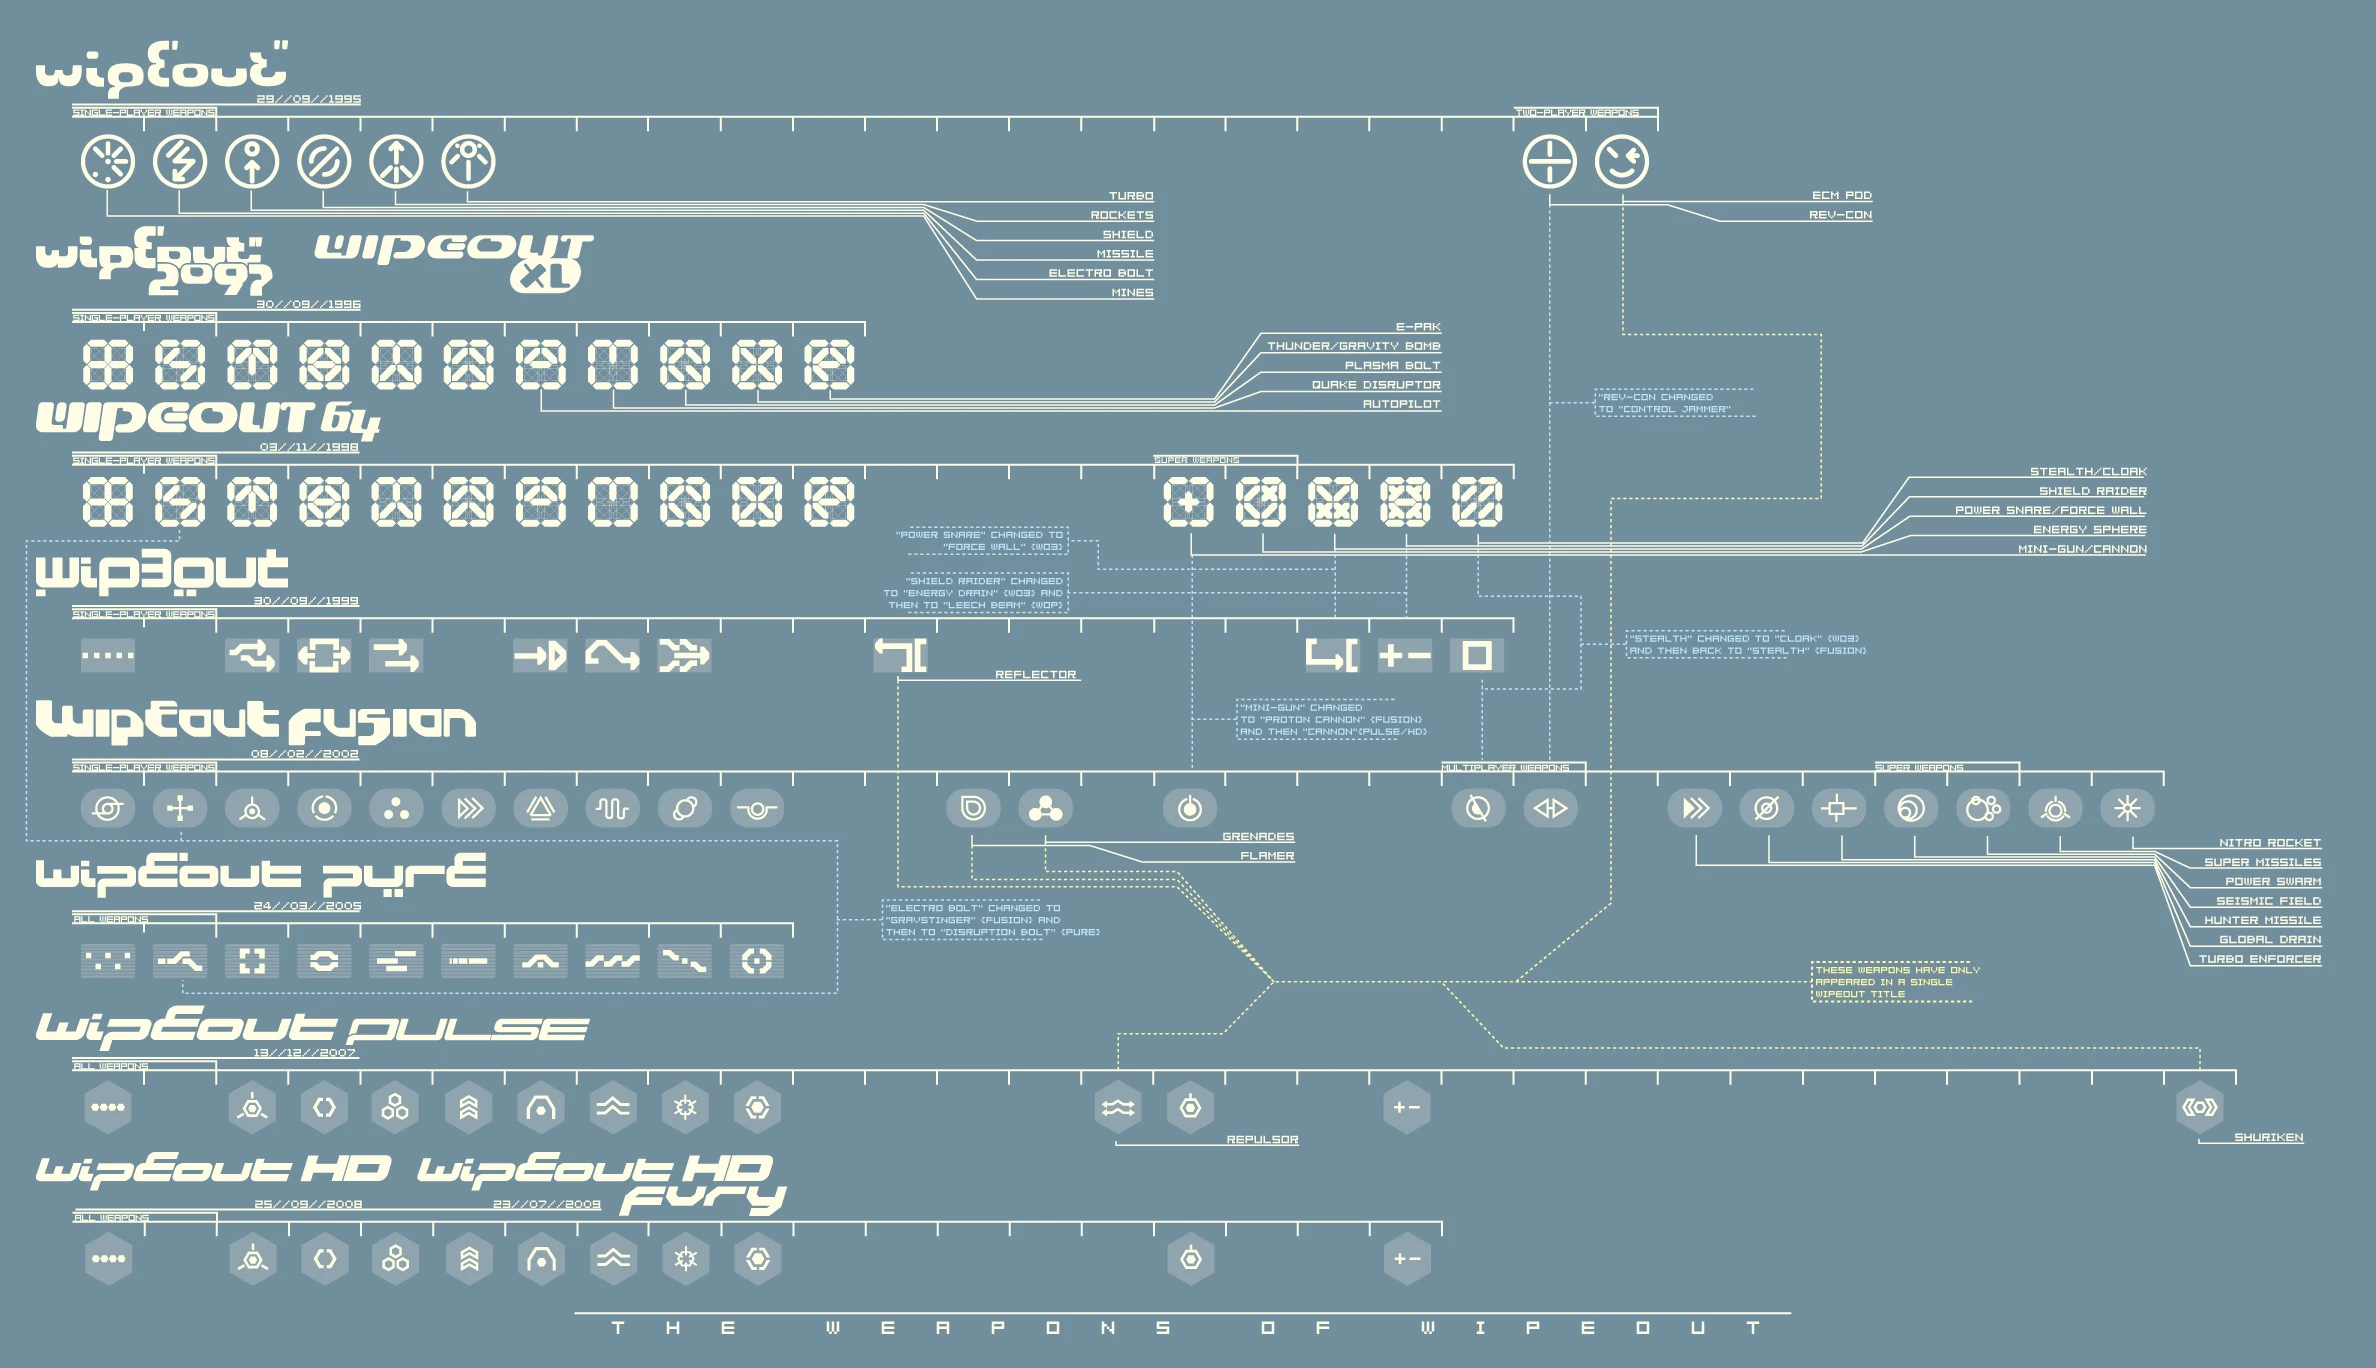 wipEout"
29//09//1995
SINGLE-PLAYER WEAPONS
TWO-PLAYER WEAPONS
TURBO
ROCKETS
SHIELD
MISSILE
ELECTRO BOLT
MINES
ECM POD
REV-CON
wipEout"
2097
WIPEOUT
XL
30//09//1996
SINGLE-PLAYER WEAPONS
E-PAK
THUNDER/GRAVITY BOMB
PLASMA BOLT
QUAKE DISRUPTOR
AUTOPILOT
"REV-CON CHANGED
TO "CONTROL JAMMER"
WIPEOUT 64
03//11//1998
SINGLE-PLAYER WEAPONS
SUPER WEAPONS
STEALTH/CLOAK
SHIELD RAIDER
POWER SNARE/FORCE WALL
ENERGY SPHERE
MINI-GUN/CANNON
"POWER SNARE" CHANGED TO
"FORCE WALL" (WO3)
"SHIELD RAIDER" CHANGED
TO "ENERGY DRAIN" (WO3) AND
THEN TO "LEECH BEAM" (WOP)
wip3out
30//09//1999
SINGLE-PLAYER WEAPONS
REFLECTOR
"STEALTH" CHANGED TO "CLOAK" (WO3)
AND THEN BACK TO "STEALTH" (FUSION)
"MINI-GUN" CHANGED
TO "PROTON CANNON" (FUSION)
AND THEN "CANNON"(PULSE/HD)
wipEout fusion
08//02//2002
SINGLE-PLAYER WEAPONS
MULTIPLAYER WEAPONS
SUPER WEAPONS
GRENADES
FLAMER
NITRO ROCKET
SUPER MISSILES
POWER SWARM
SEISMIC FIELD
HUNTER MISSILE
GLOBAL DRAIN
TURBO ENFORCER
wipEout pure
24//03//2005
ALL WEAPONS
"ELECTRO BOLT" CHANGED TO
"GRAVSTINGER" (FUSION) AND
THEN TO "DISRUPTION BOLT" (PURE)
THESE WEAPONS HAVE ONLY
APPEARED IN A SINGLE
WIPEOUT TITLE
wipEout PULSE
13//12//2007
ALL WEAPONS
REPULSOR
SHURIKEN
wipEout HD
wipEout HD
fury
25//09//2008
23//07//2009
ALL WEAPONS
THE WEAPONS OF WIPEOUT